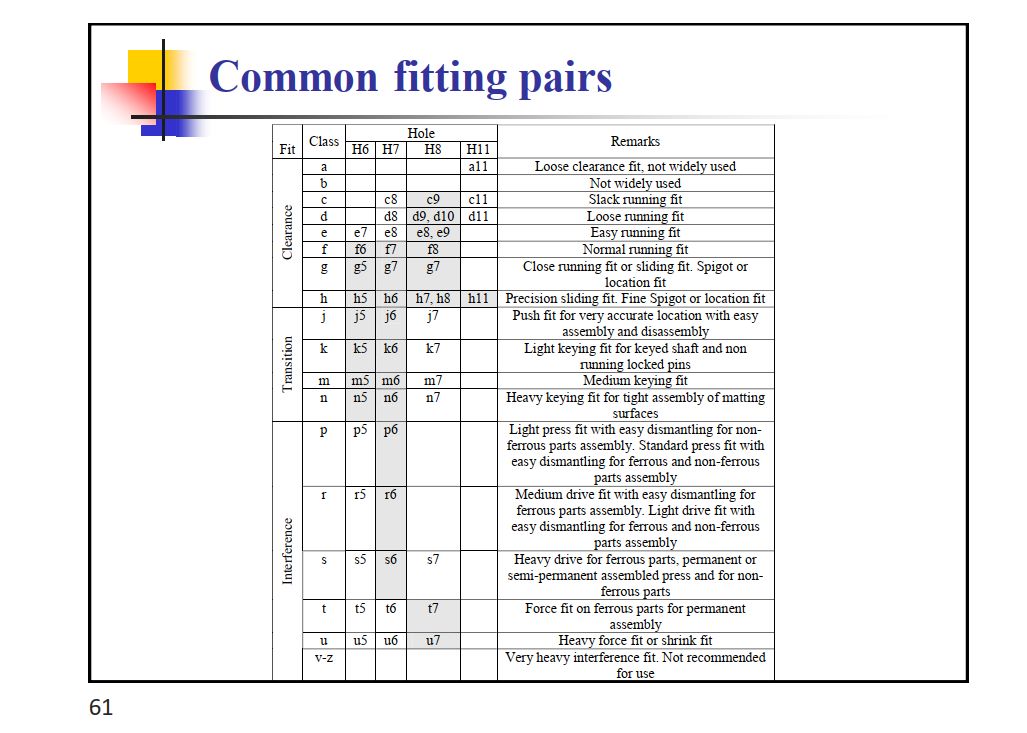 Common fitting pairs
Fit Class Hole Remarks
H6 H7 H8 H11
Clearance
a a11 Loose clearance fit, not widely used
b Not widely used
c c8 c9 c11 Slack running fit
d d8 d9, d10 d11 Loose running fit
e e7 e8 e8, e9 Easy running fit
f f6 f7 f8 Normal running fit
g g5 g7 g7 Close running fit or sliding fit. Spigot or
location fit
h h5 h6 h7, h8 h11 Precision sliding fit. Fine Spigot or location fit
Transition
j j5 j6 j7 Push fit for very accurate location with easy
assembly and disassembly
k k5 k6 k7 Light keying fit for keyed shaft and non
running locked pins
m m5 m6 m7 Medium keying fit
n n5 n6 n7 Heavy keying fit for tight assembly of matting
surfaces
Interference
p p5 p6 Light press fit with easy dismantling for non-
ferrous parts assembly. Standard press fit with
easy dismantling for ferrous and non-ferrous
parts assembly
r r5 r6 Medium drive fit with easy dismantling for
ferrous parts assembly. Light drive fit with
easy dismantling for ferrous and non-ferrous
parts assembly
s s5 s6 s7 Heavy drive for ferrous parts, permanent or
semi-permanent assembled press and for non-
ferrous parts
t t5 t6 t7 Force fit on ferrous parts for permanent
assembly
u u5 u6 u7 Heavy force fit or shrink fit
v-z Very heavy interference fit. Not recommended
for use
61